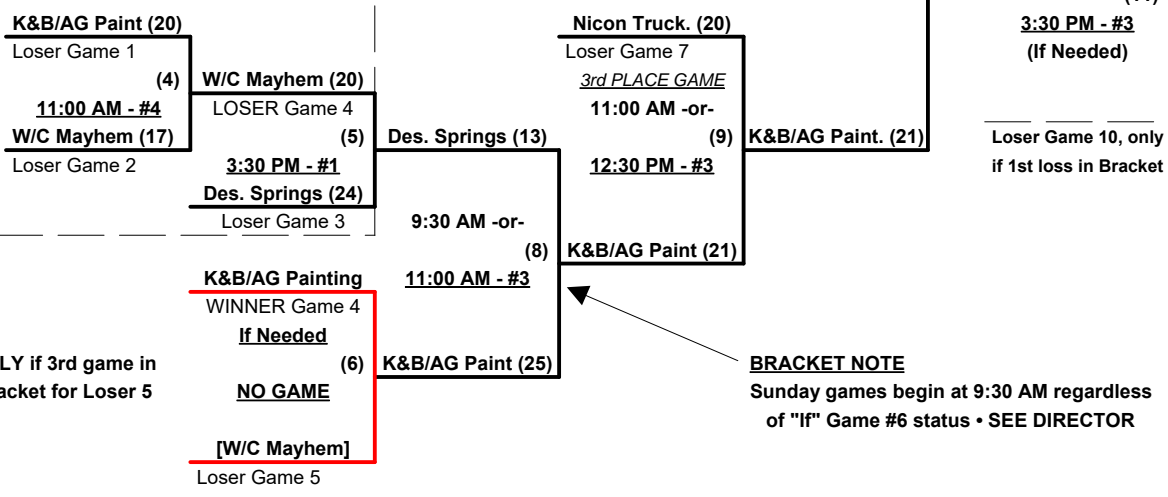 K&B/AG Paint (20)
Loser Game 1
(4)
11:00 AM - #4
W/C Mayhem (17)
Loser Game 2
W/C Mayhem (20)
LOSER Game 4
(5)
3:30 PM - #1
Des. Springs (24)
Loser Game 3
K&B/AG Painting
WINNER Game 4
If Needed
(6)
NO GAME
[W/C Mayhem]
Loser Game 5
LY if 3rd game in
acket for Loser 5
Des. Springs (13)
9:30 AM -or-
(8)
11:00 AM - #3
K&B/AG Paint (25)
Nicon Truck. (20)
Loser Game 7
3rd PLACE GAME
11:00 AM -or-
(9)
12:30 PM - #3
K&B/AG Paint (21)
K&B/AG Paint. (21)
3:30 PM - #3
(If Needed)
Loser Game 10, only
if 1st loss in Bracket
BRACKET NOTE
Sunday games begin at 9:30 AM regardless
of "If" Game #6 status • SEE DIRECTOR